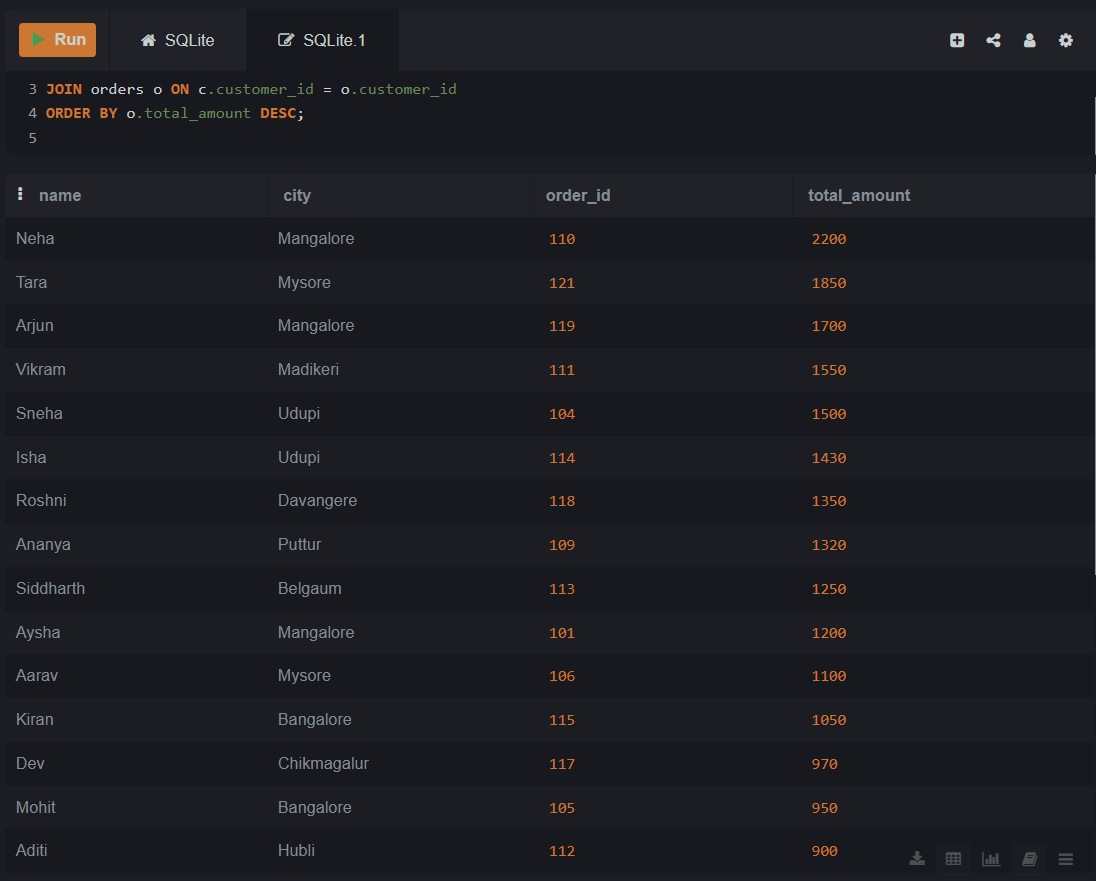 Run SQLite SQLite.1
3 JOIN orders o ON c.customer_id = o.customer_id
4 ORDER BY o.total_amount DESC;
5
name city order_id total_amount
Neha Mangalore 110 2200
Tara Mysore 121 1850
Arjun Mangalore 119 1700
Vikram Madikeri 111 1550
Sneha Udupi 104 1500
Isha Udupi 114 1430
Roshni Davangere 118 1350
Ananya Puttur 109 1320
Siddharth Belgaum 113 1250
Aysha Mangalore 101 1200
Aarav Mysore 106 1100
Kiran Bangalore 115 1050
Dev Chikmagalur 117 970
Mohit Bangalore 105 950
Aditi Hubli 112 900